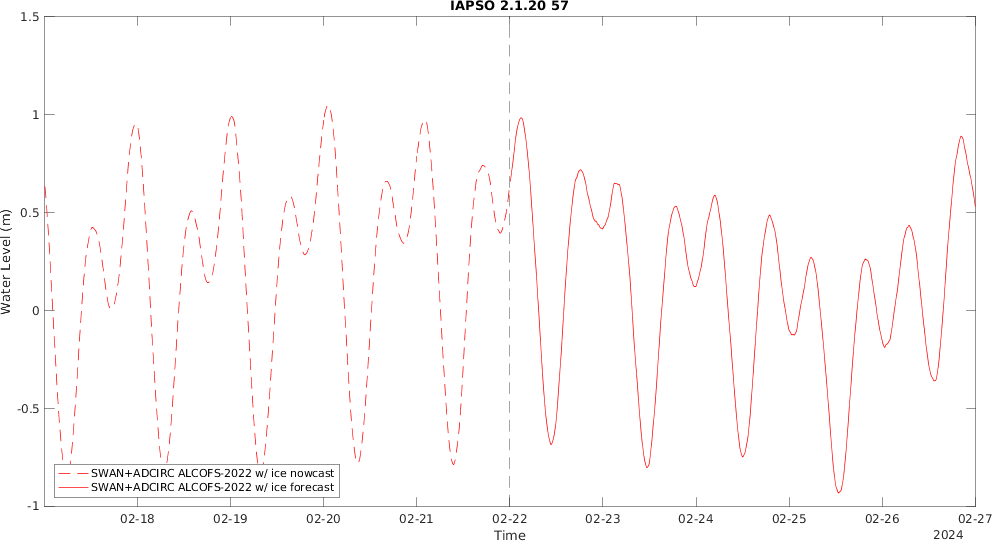 IAPSO 2.1.20 57
1.5
1
0.5
0
-0.5
-1
Water Level (m)
SWAN+ADCIRC ALCOFS-2022 w/ ice nowcast
SWAN+ADCIRC ALCOFS-2022 w/ ice forecast
02-18 02-19 02-20 02-21 02-22 02-23 02-24 02-25 02-26 02-27
Time
2024